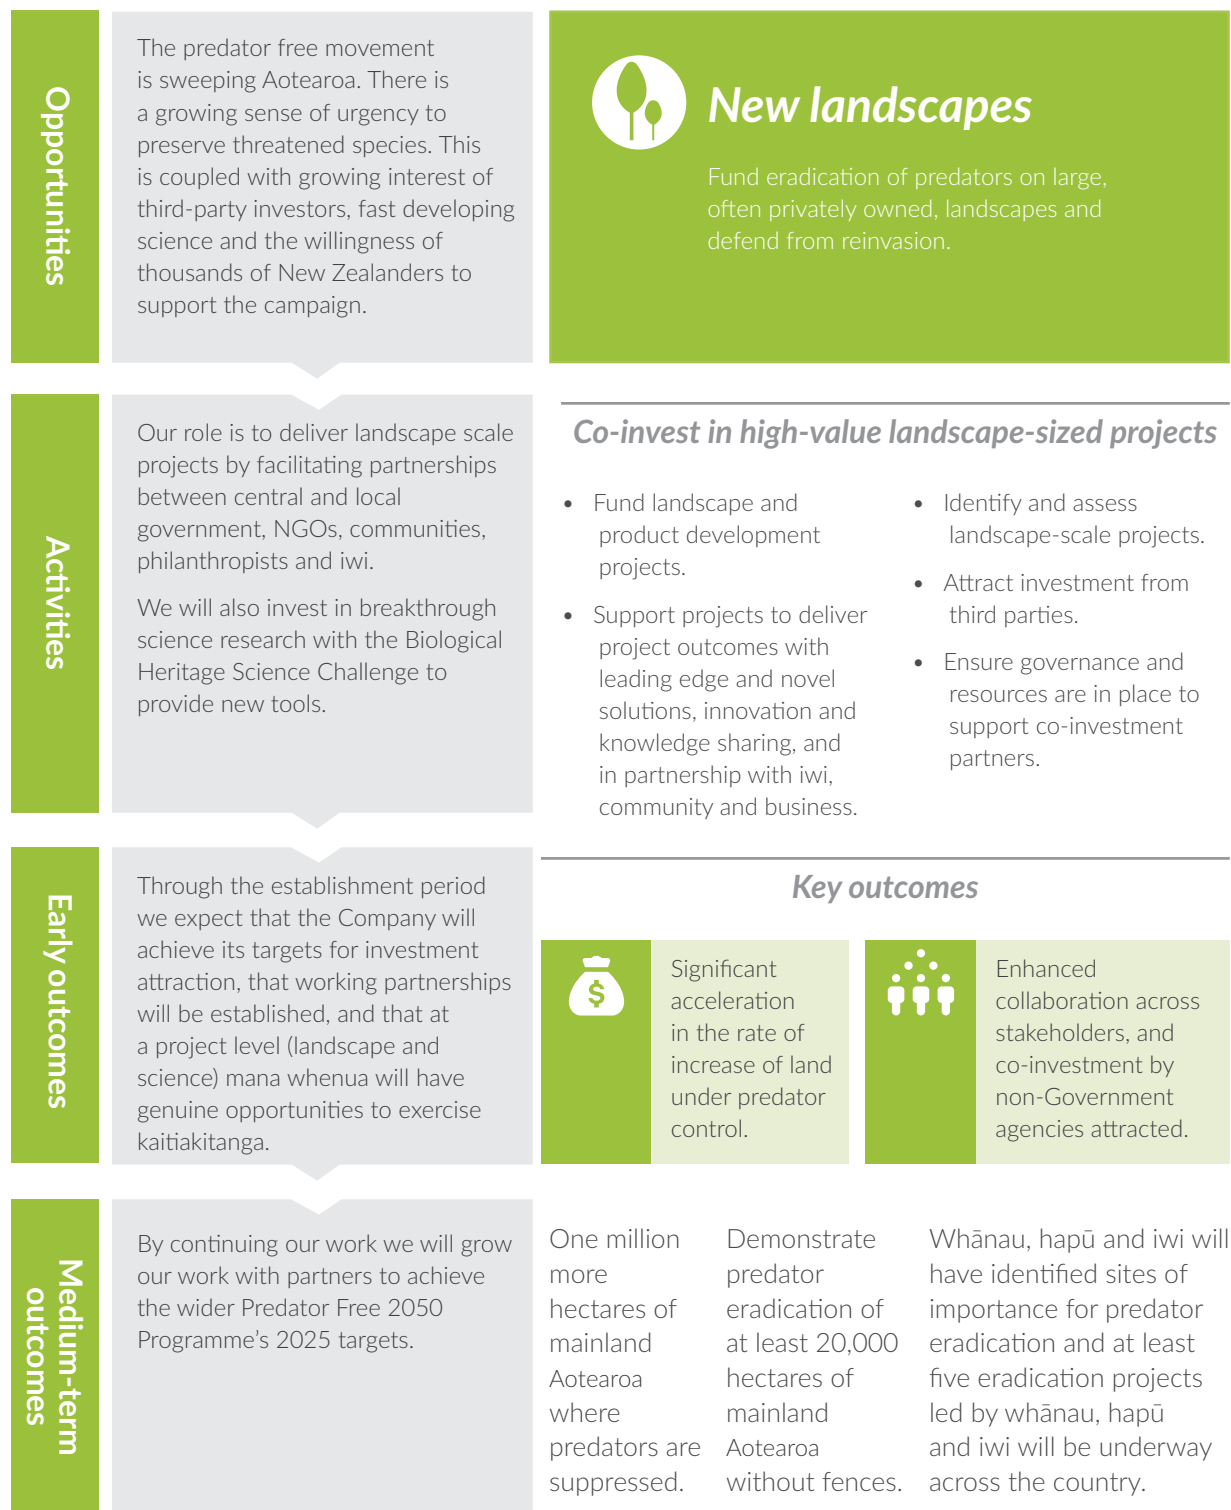 Opportunities
The predator free movement
is sweeping Aotearoa. There is
a growing sense of urgency to
preserve threatened species. This
is coupled with growing interest of
third-party investors, fast developing
science and the willingness of
thousands of New Zealanders to
support the campaign.
New landscapes
Fund eradication of predators on large,
often privately owned, landscapes and
defend from reinvasion.
Activities
Our role is to deliver landscape scale
projects by facilitating partnerships
between central and local
government, NGOs, communities,
philanthropists and iwi.
We will also invest in breakthrough
science research with the Biological
Heritage Science Challenge to
provide new tools.
Co-invest in high-value landscape-sized projects
• Fund landscape and
product development
projects.
• Support projects to deliver
project outcomes with
leading edge and novel
solutions, innovation and
knowledge sharing, and
in partnership with iwi,
community and business.
• Identify and assess
landscape-scale projects.
• Attract investment from
third parties.
• Ensure governance and
resources are in place to
support co-investment
partners.
Early outcomes
Through the establishment period
we expect that the Company will
achieve its targets for investment
attraction, that working partnerships
will be established, and that at
a project level (landscape and
science) mana whenua will have
genuine opportunities to exercise
kaitiakitanga.
Key outcomes
$
Significant
acceleration
in the rate of
increase of land
under predator
control.
Enhanced
collaboration across
stakeholders, and
co-investment by
non-Government
agencies attracted.
Medium-term
outcomes
By continuing our work we will grow
our work with partners to achieve
the wider Predator Free 2050
Programme's 2025 targets.
One million
more
hectares of
mainland
Aotearoa
where
predators are
suppressed.
Demonstrate
predator
eradication of
at least 20,000
hectares of
mainland
Aotearoa
without fences.
Whānau, hapū and iwi will
have identified sites of
importance for predator
eradication and at least
five eradication projects
led by whānau, hapū
and iwi will be underway
across the country.